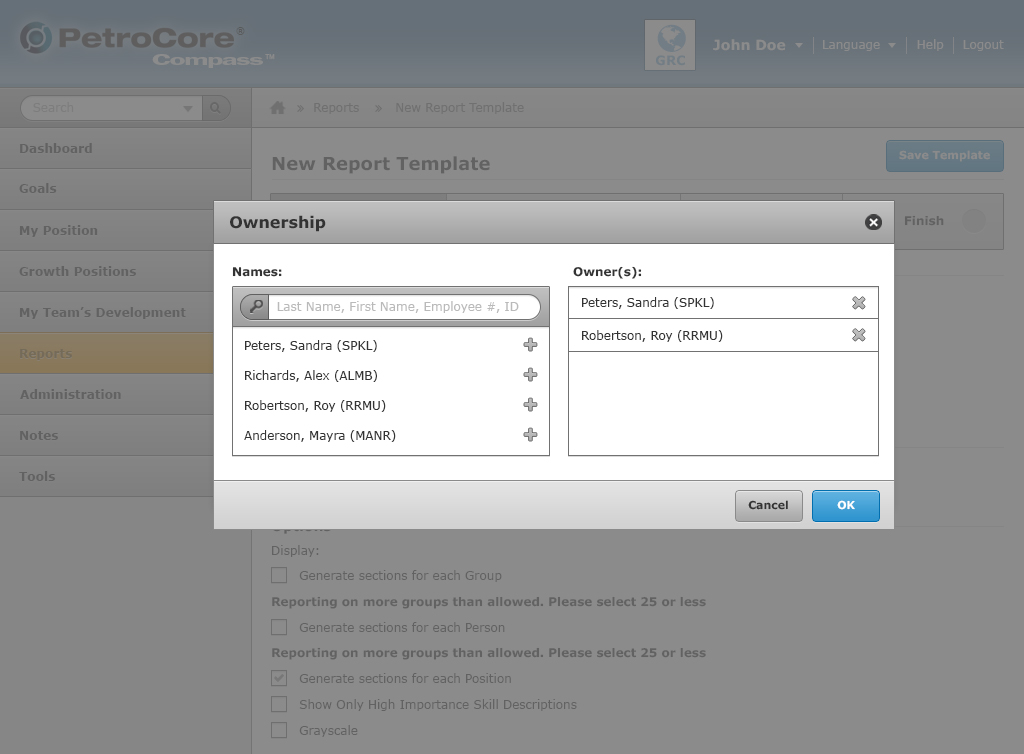 PetroCore®
Compass™
GRC
John Doe
Language
Help
Logout
Search
Reports » New Report Template
Dashboard
Goals
My Position
Growth Positions
My Team's Development
Reports
Administration
Notes
Tools
New Report Template
Save Template
Finish
Ownership
Names:
Last Name, First Name, Employee #, ID
Peters, Sandra (SPKL)
Richards, Alex (ALMB)
Robertson, Roy (RRMU)
Anderson, Mayra (MANR)
Owner(s):
Peters, Sandra (SPKL)
Robertson, Roy (RRMU)
Cancel
OK
Options
Display:
Generate sections for each Group
Reporting on more groups than allowed. Please select 25 or less
Generate sections for each Person
Reporting on more groups than allowed. Please select 25 or less
Generate sections for each Position
Show Only High Importance Skill Descriptions
Grayscale